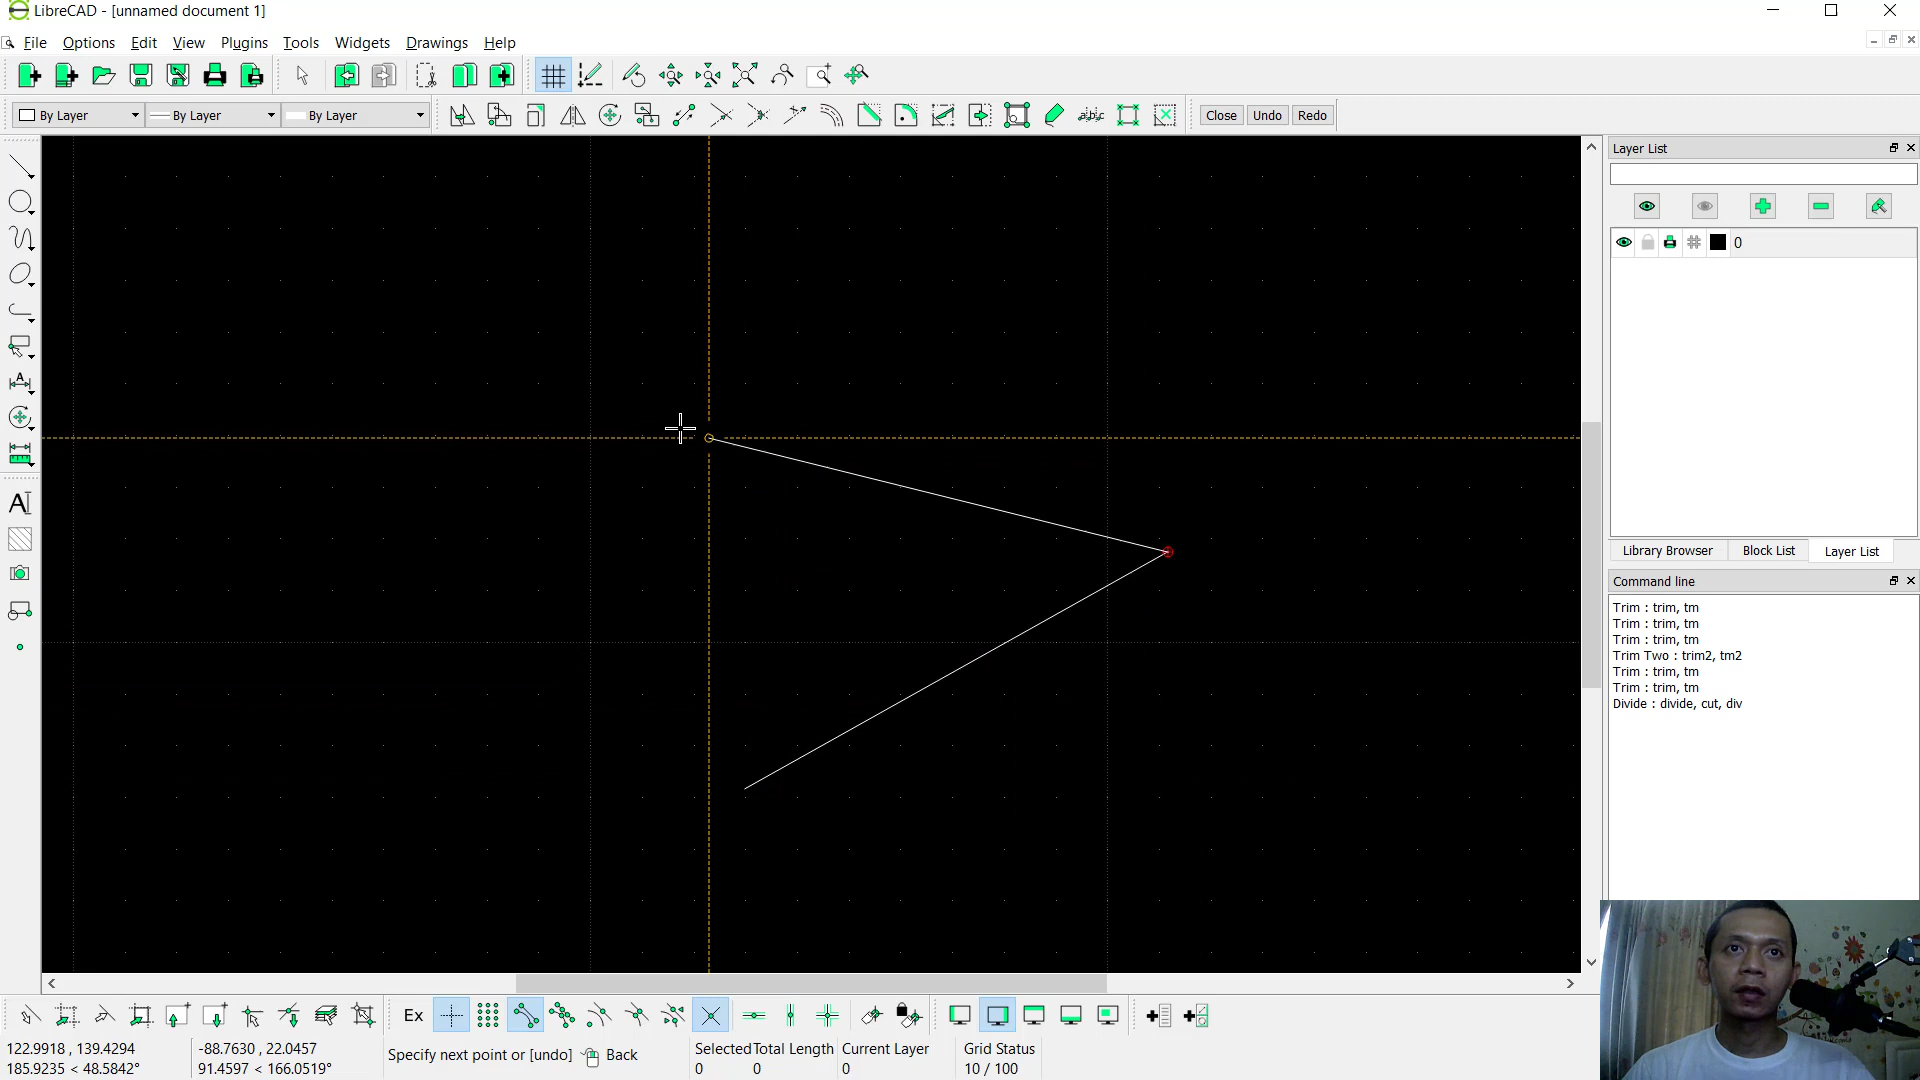 LibreCAD - [unnamed document 1]
File Options Edit View Plugins Tools Widgets Drawings Help
By Layer By Layer By Layer abc Close Undo Redo
Layer List
0
A
A
Library Browser Block List Layer List
Command line
Trim : trim, tm
Trim : trim, tm
Trim : trim, tm
Trim Two : trim2, tm2
Trim : trim, tm
Trim : trim, tm
Divide : divide, cut, div
Ex
122.9918 , 139.4294
185.9235 < 48.5842°
-88.7630 , 22.0457
91.4597 < 166.0519°
Specify next point or [undo] Back
Selected Total Length
0 0
Current Layer
0
Grid Status
10 / 100